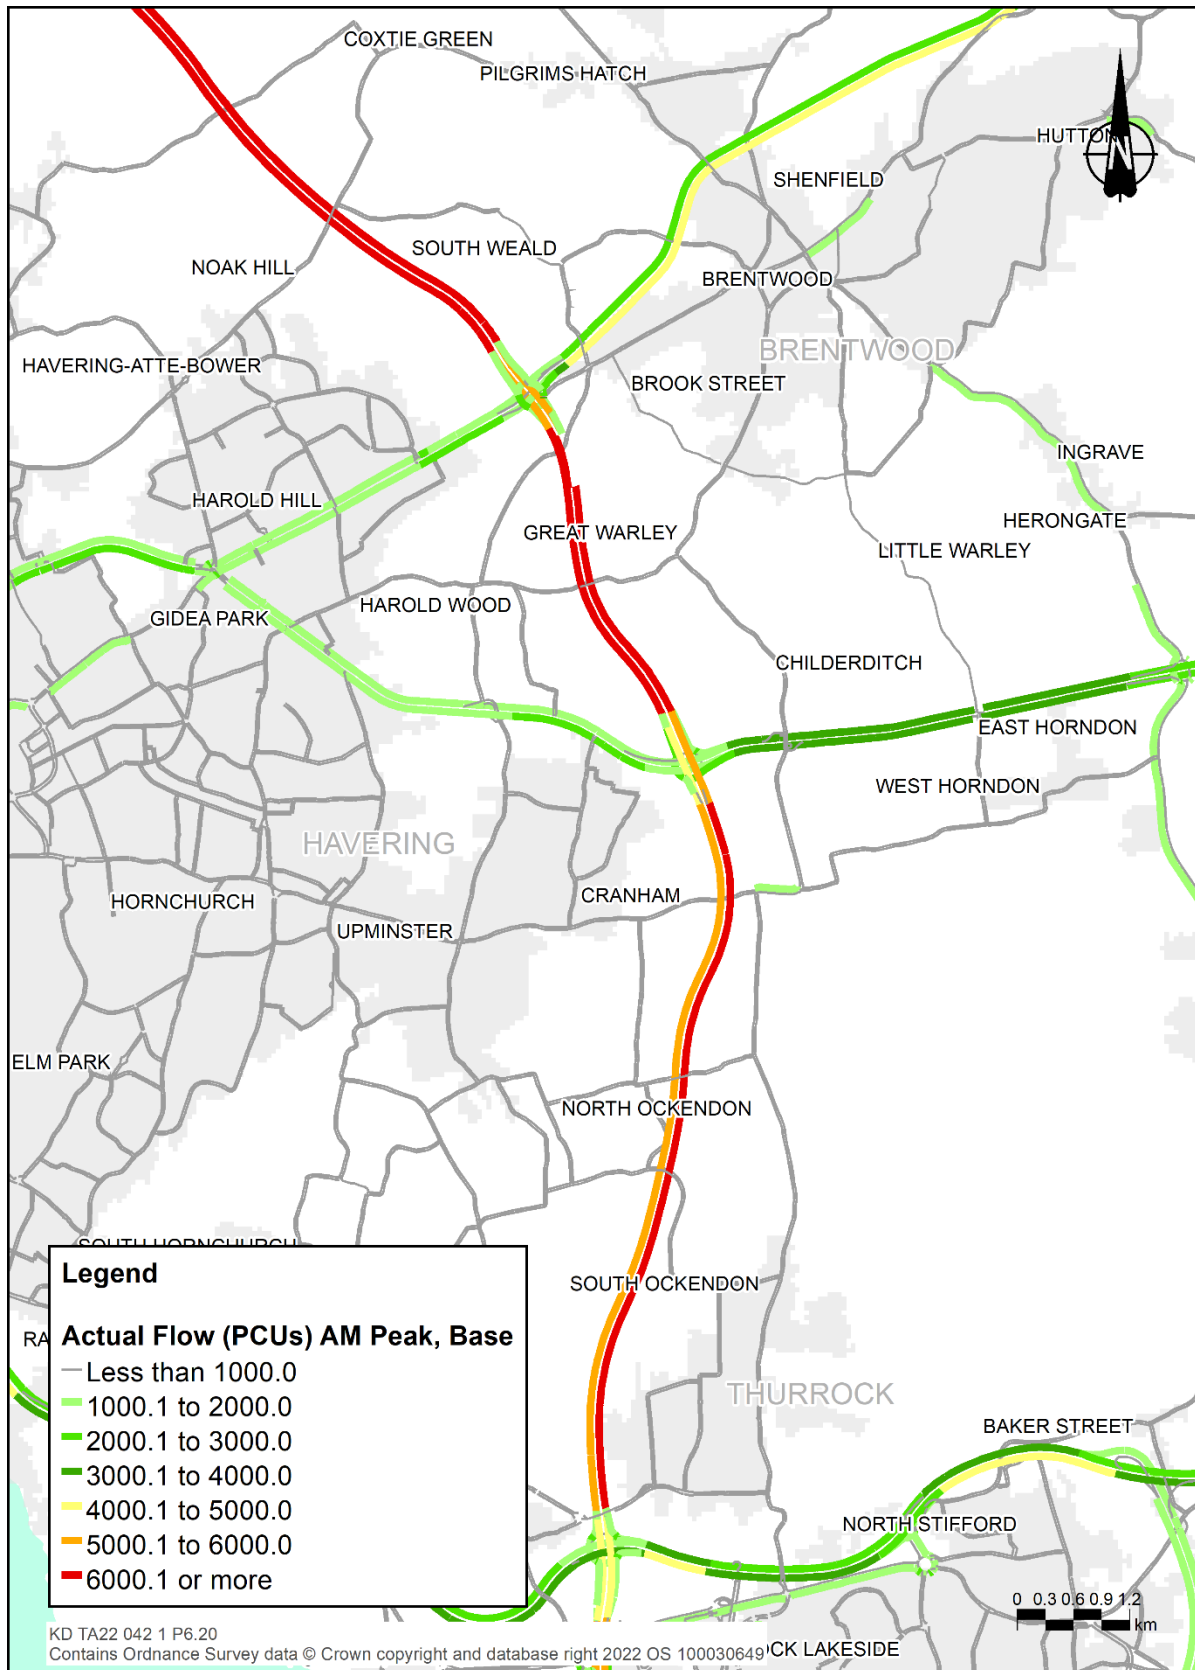 COXTIE GREEN
PILGRIMS HATCH
HUTTON
N
SHENFIELD
SOUTH WEALD
NOAK HILL
BRENTWOOD
BRENTWOOD
HAVERING-ATTE-BOWER
BROOK STREET
INGRAVE
HAROLD HILL
HERONGATE
GREAT WARLEY
LITTLE WARLEY
HAROLD WOOD
GIDEA PARK
CHILDERDITCH
EAST HORNDON
WEST HORNDON
HAVERING
CRANHAM
HORNCHURCH
UPMINSTER
ELM PARK
NORTH OCKENDON
SOUTH HORNCHURCH
SOUTH OCKENDON
RA
THURROCK
BAKER STREET
NORTH STIFFORD
Legend
Actual Flow (PCUs) AM Peak, Base
Less than 1000.0
1000.1 to 2000.0
2000.1 to 3000.0
3000.1 to 4000.0
4000.1 to 5000.0
5000.1 to 6000.0
6000.1 or more
0 0.3 0.6 0.9 1.2
km
KD TA22 042 1 P6.20
Contains Ordnance Survey data © Crown copyright and database right 2022 OS 100030649
OCK LAKESIDE